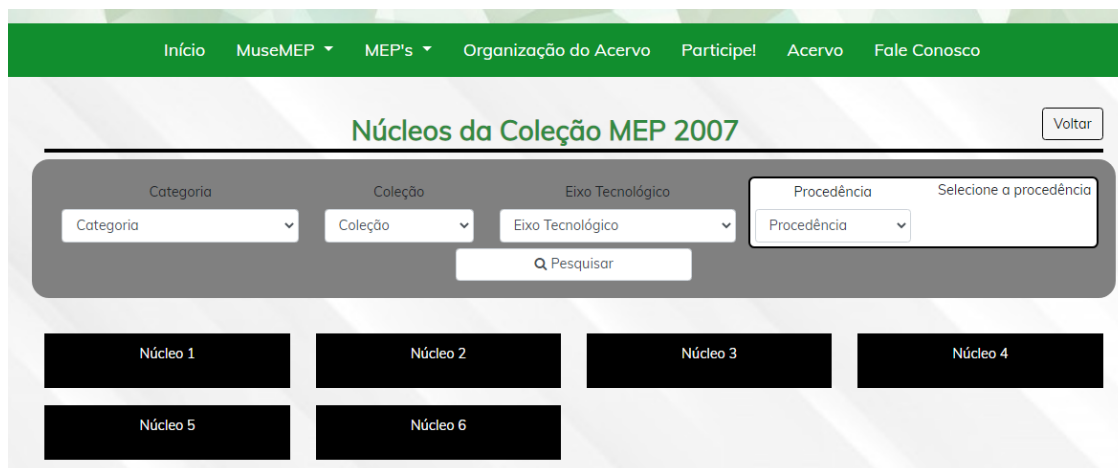 Início MuseMEP MEP's Organização do Acervo Participe! Acervo Fale Conosco
Núcleos da Coleção MEP 2007
Voltar
Categoria Coleção Eixo Tecnológico Procedência Selecione a procedência
Categoria Coleção Eixo Tecnológico Procedência
Pesquisar
Núcleo 1 Núcleo 2 Núcleo 3 Núcleo 4
Núcleo 5 Núcleo 6